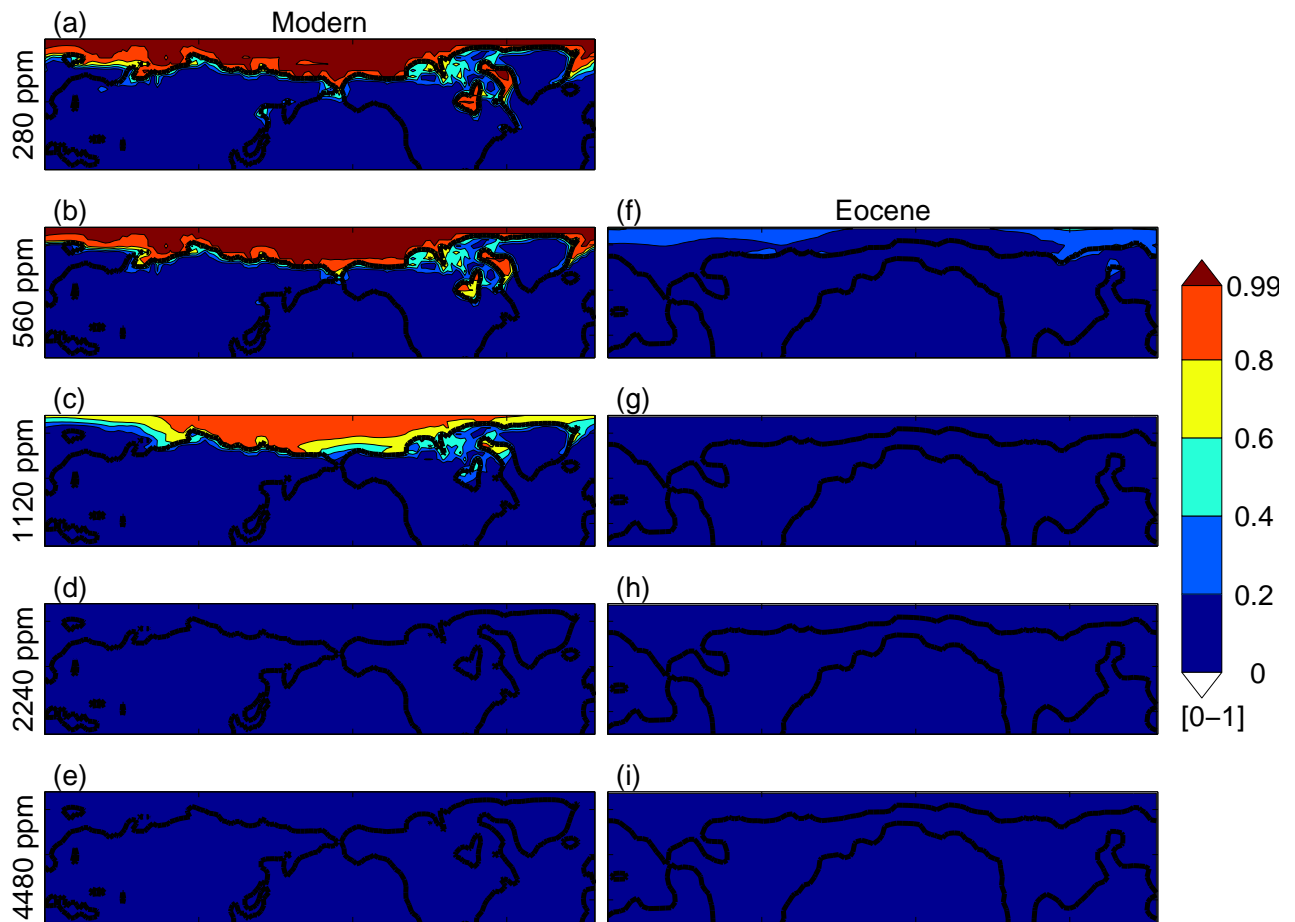 (a)
Modern
280 ppm
(b)
560 ppm
(f)
Eocene
(c)
1120 ppm
(g)
(d)
2240 ppm
(h)
(e)
4480 ppm
(i)
0.99
0.8
0.6
0.4
0.2
0
[0−1]